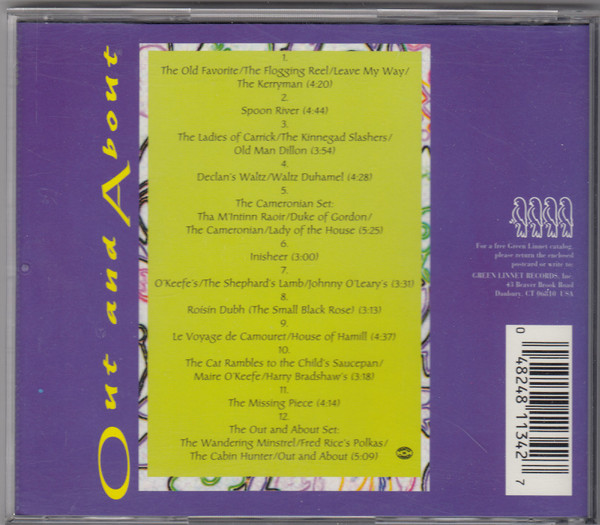 Out and About
1.
The Old Favorite/The Flogging Reel/Leave My Way/
The Kerryman (4:20)
2.
Spoon River (4:44)
3.
The Ladies of Carrick/The Kinnegad Slashers/
Old Man Dillon (3:54)
4.
Declan's Waltz/Waltz Duhamel (4:28)
5.
The Cameronian Set:
Tha M'Intinn Raoir/Duke of Gordon/
The Cameronian/Lady of the House (5:25)
6.
Inisheer (3:00)
7.
O'Keefe's/The Shephard's Lamb/Johnny O'Leary's (3:31)
8.
Roisin Dubh (The Small Black Rose) (3:13)
9.
Le Voyage de Camourer/House of Hamill (4:37)
10.
The Cat Rambles to the Child's Saucepan/
Maire O'Keefe/Harry Bradshaw's (3:18)
11.
The Missing Piece (4:14)
12.
The Out and About Set:
The Wandering Minstrel/Fred Rice's Polkas/
The Cabin Hunter/Out and About (5:09)
For a free Green Linnet catalog,
please return the enclosed
postcard or write to:
GREEN LINNET RECORDS, Inc.
43 Beaver Brook Road
Danbury, CT 06810 USA
0 48248 11342 7